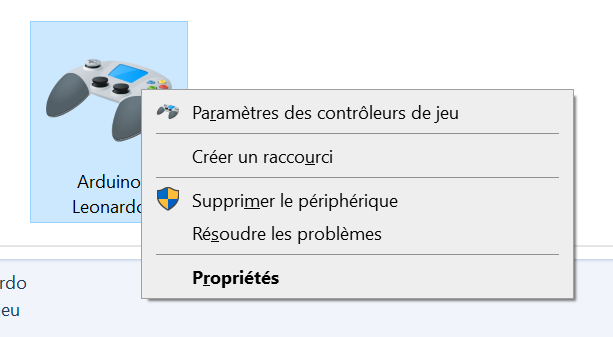 Paramètres des contrôleurs de jeu
Créer un raccourci
Arduino
Leonardo
Supprimer le périphérique
Résoudre les problèmes
Propriétés
rdo
eu